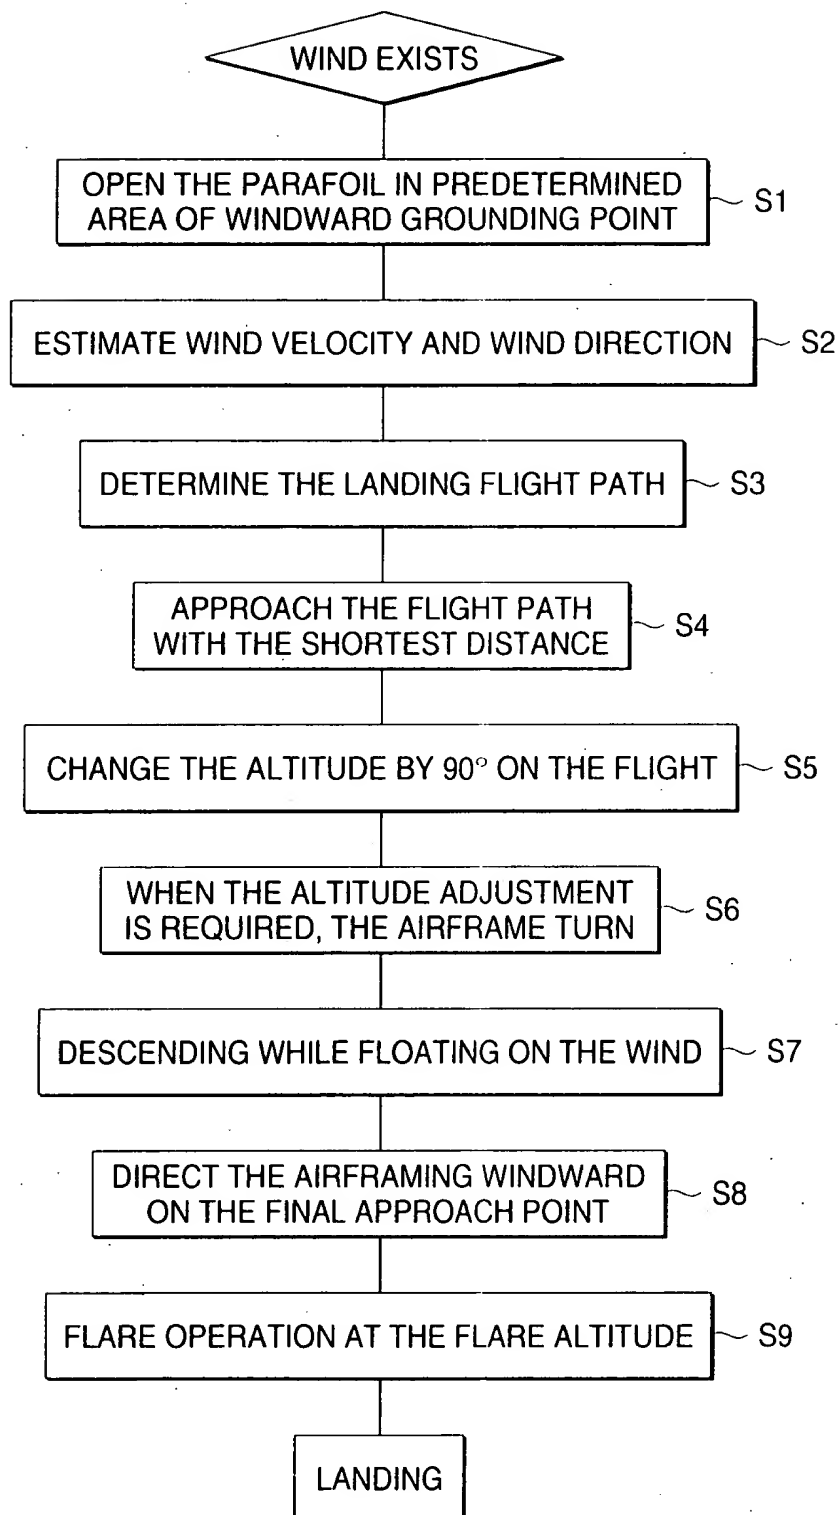 WIND EXISTS
OPEN THE PARAFOIL IN PREDETERMINED
AREA OF WINDWARD GROUNDING POINT
S1
ESTIMATE WIND VELOCITY AND WIND DIRECTION
S2
DETERMINE THE LANDING FLIGHT PATH
S3
APPROACH THE FLIGHT PATH
WITH THE SHORTEST DISTANCE
S4
CHANGE THE ALTITUDE BY 90° ON THE FLIGHT
S5
WHEN THE ALTITUDE ADJUSTMENT
IS REQUIRED, THE AIRFRAME TURN
S6
DESCENDING WHILE FLOATING ON THE WIND
S7
DIRECT THE AIRFRAMING WINDWARD
ON THE FINAL APPROACH POINT
S8
FLARE OPERATION AT THE FLARE ALTITUDE
S9
LANDING